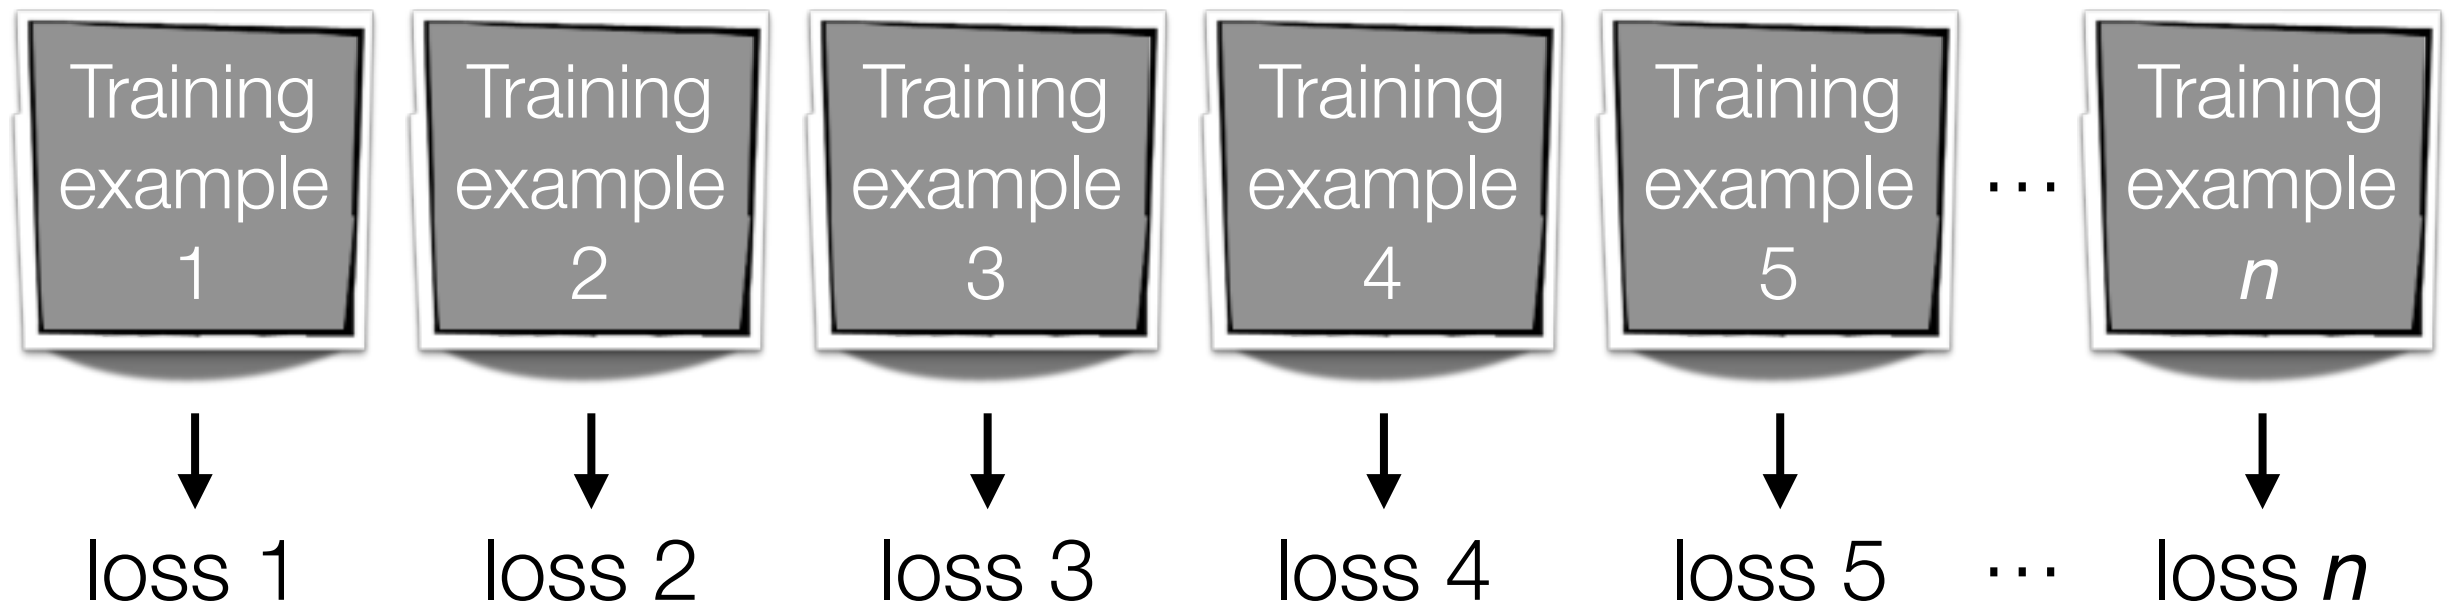 Training
example
1
Training
example
2
Training
example
3
Training
example
4
Training
example
5
...
Training
example
n
loss 1
loss 2
loss 3
loss 4
loss 5
...
loss n